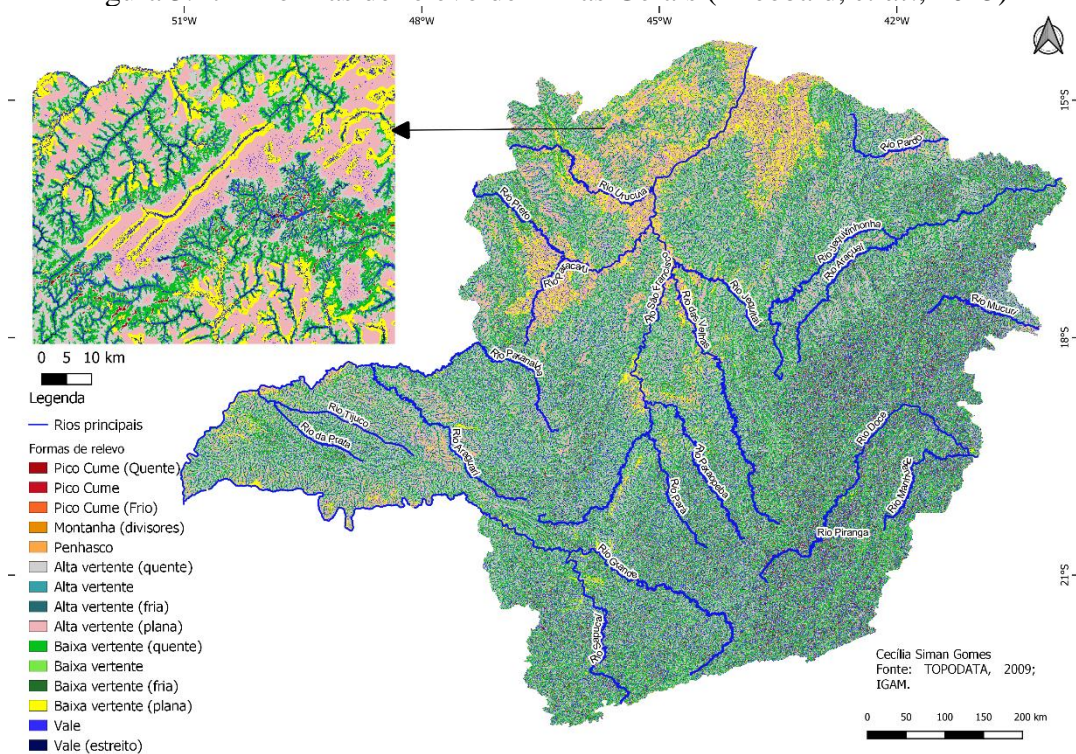 51°W 48°W 45°W 42°W
15°S
18°S
21°S
0 5 10 km
Legenda
Rios principais
Formas de relevo
Pico Cume (Quente)
Pico Cume
Pico Cume (Frio)
Montanha (divisores)
Penhasco
Alta vertente (quente)
Alta vertente
Alta vertente (fria)
Alta vertente (plana)
Baixa vertente (quente)
Baixa vertente
Baixa vertente (fria)
Baixa vertente (plana)
Vale
Vale (estreito)
Rio Pardo
Rio Urucuia
Rio Preto
Rio Jequitinhonha
Rio Araçuaí
Rio São Francisco
Rio das Velhas
Rio Mucuri
Rio Paranaíba
Rio Tijuco
Rio da Prata
Rio Araguari
Rio Pará
Rio Paraopeba
Rio Doce
Rio Piranga
Rio Grande
Rio Sapucaí
Cecília Siman Gomes
Fonte: TOPODATA, 2009;
IGAM.
0 50 100 150 200 km